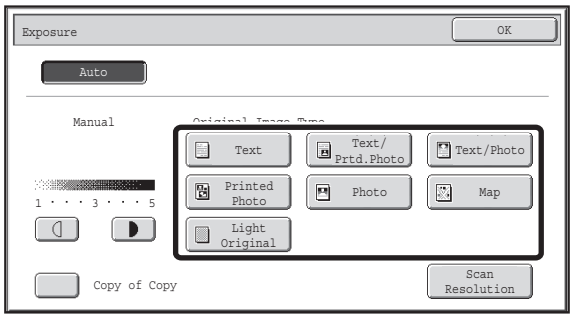 Exposure
OK
Auto
Manual
Original Image Type
Text
Text/
Prtd.Photo
Text/Photo
Printed
Photo
Photo
Map
1 · · · 3 · · · 5
Light
Original
Copy of Copy
Scan
Resolution